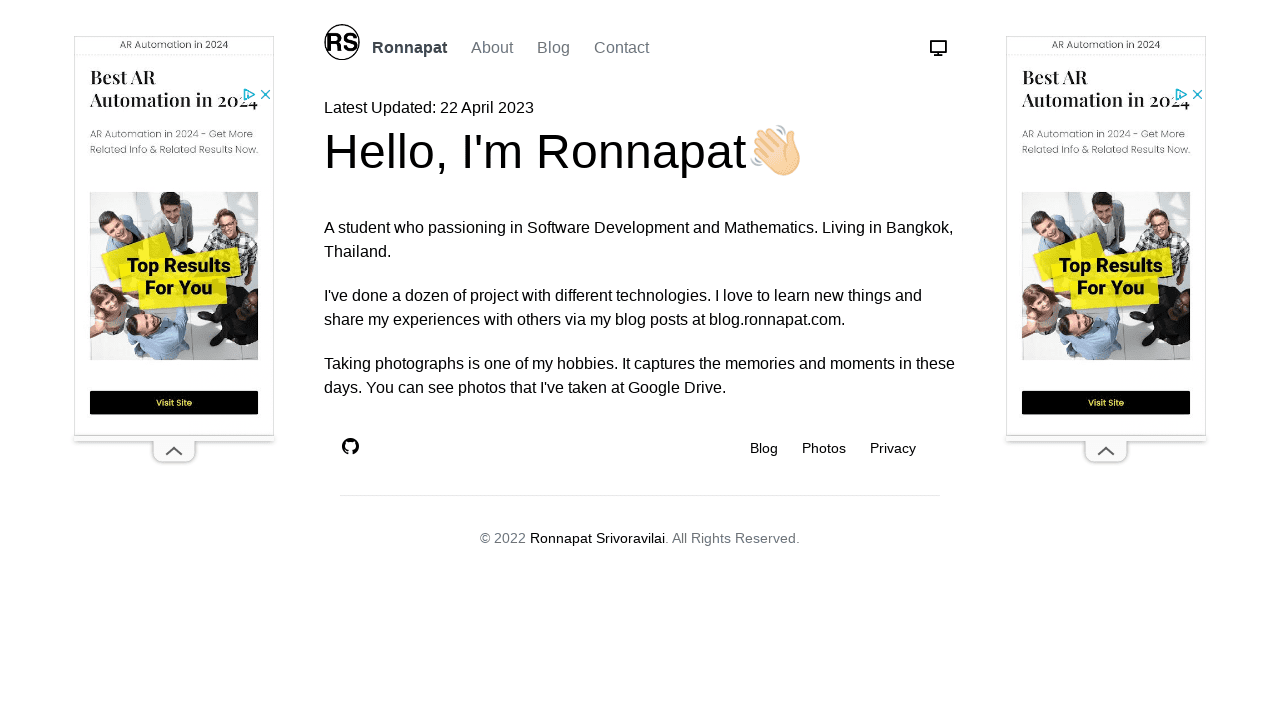 RS
Ronnapat About Blog Contact
AR Automation in 2024
Best AR
Automation in 2024
AR Automation in 2024 - Get More
Related Info & Related Results Now.
Top Results
For You
Visit Site
Latest Updated: 22 April 2023
Hello, I'm Ronnapat
A student who passioning in Software Development and Mathematics. Living in Bangkok,
Thailand.
I've done a dozen of project with different technologies. I love to learn new things and
share my experiences with others via my blog posts at blog.ronnapat.com.
Taking photographs is one of my hobbies. It captures the memories and moments in these
days. You can see photos that I've taken at Google Drive.
Blog Photos Privacy
© 2022 Ronnapat Srivoravilai. All Rights Reserved.
AR Automation in 2024
Best AR
Automation in 2024
AR Automation in 2024 - Get More
Related Info & Related Results Now.
Top Results
For You
Visit Site